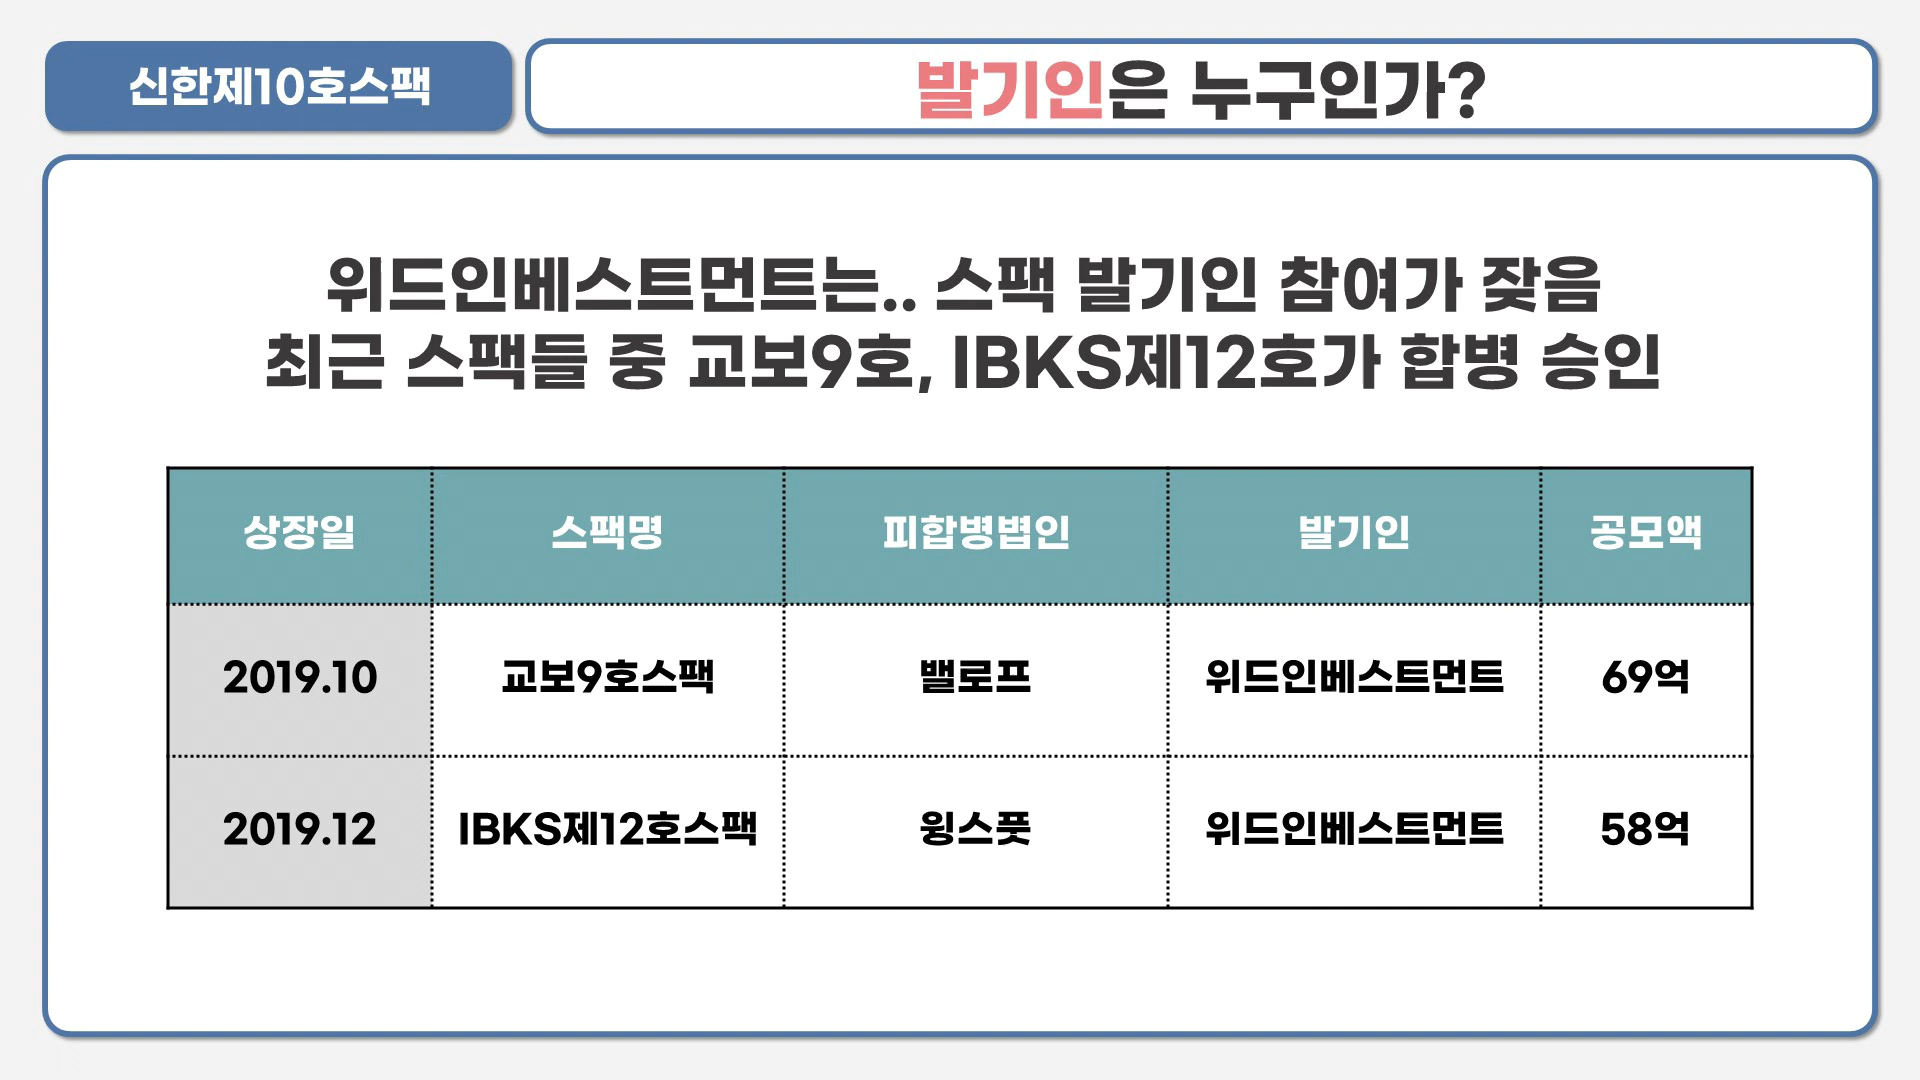 신한제10호스팩
발기인은 누구인가?
위드인베스트먼트는.. 스팩 발기인 참여가 잦음
최근 스팩들 중 교보9호, IBKS제12호가 합병 승인
상장일 스팩명 피합병볍인 발기인 공모액
2019.10 교보9호스팩 밸로프 위드인베스트먼트 69억
2019.12 IBKS제12호스팩 윙스풋 위드인베스트먼트 58억